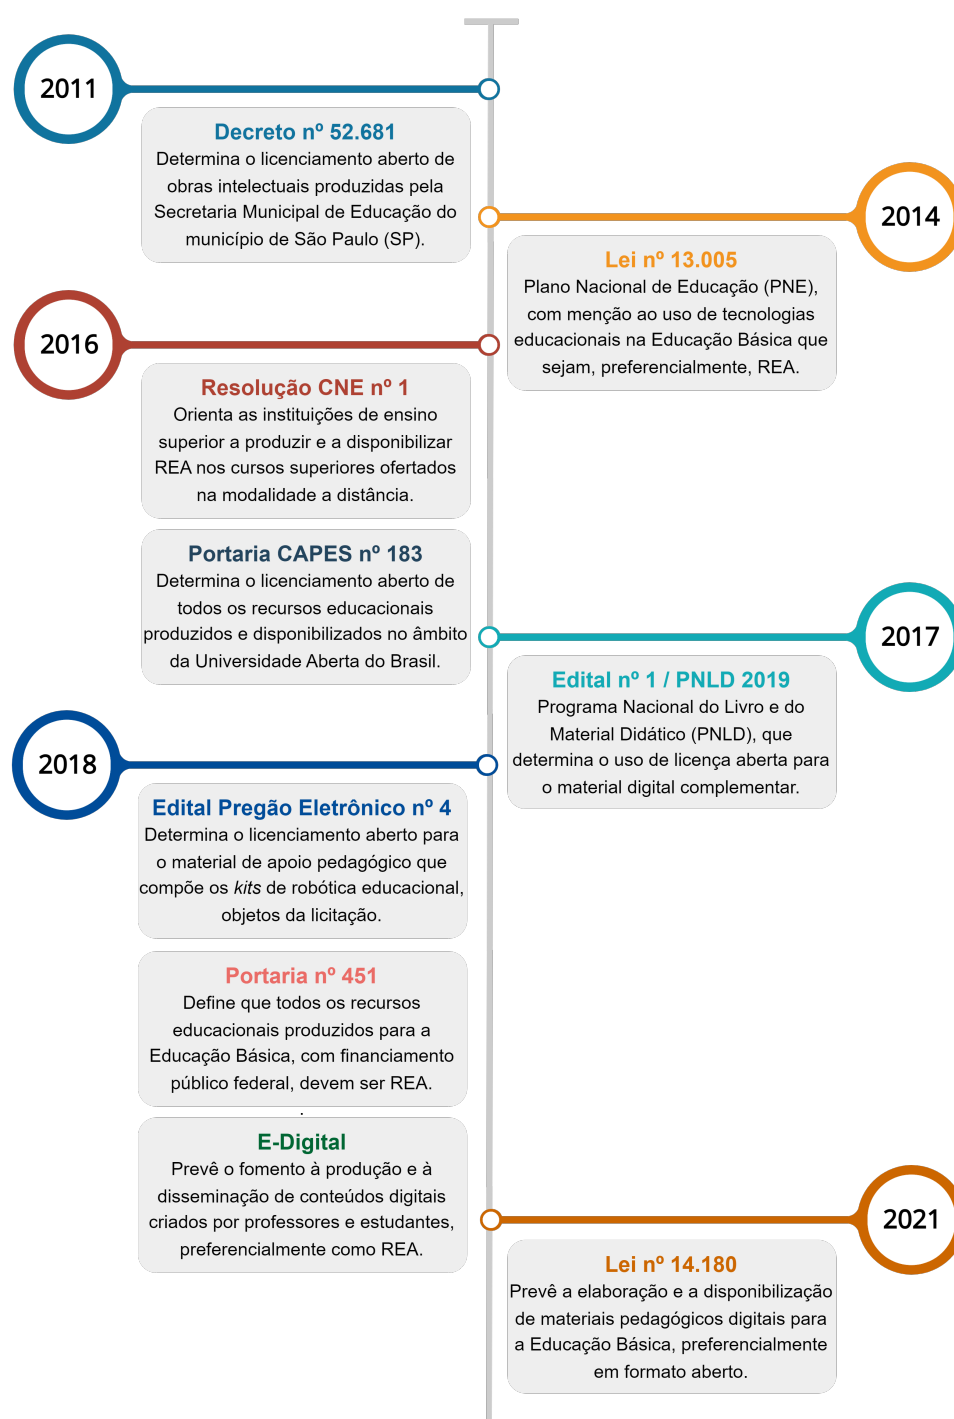 2011
Decreto nº 52.681
Determina o licenciamento aberto de
obras intelectuais produzidas pela
Secretaria Municipal de Educação do
município de São Paulo (SP).
2014
Lei nº 13.005
Plano Nacional de Educação (PNE),
com menção ao uso de tecnologias
educacionais na Educação Básica que
sejam, preferencialmente, REA.
2016
Resolução CNE nº 1
Orienta as instituições de ensino
superior a produzir e a disponibilizar
REA nos cursos superiores ofertados
na modalidade a distância.
Portaria CAPES nº 183
Determina o licenciamento aberto de
todos os recursos educacionais
produzidos e disponibilizados no âmbito
da Universidade Aberta do Brasil.
2017
Edital nº 1 / PNLD 2019
Programa Nacional do Livro e do
Material Didático (PNLD), que
determina o uso de licença aberta para
o material digital complementar.
2018
Edital Pregão Eletrônico nº 4
Determina o licenciamento aberto para
o material de apoio pedagógico que
compõe os kits de robótica educacional,
objetos da licitação.
Portaria nº 451
Define que todos os recursos
educacionais produzidos para a
Educação Básica, com financiamento
público federal, devem ser REA.
.
E-Digital
Prevê o fomento à produção e à
disseminação de conteúdos digitais
criados por professores e estudantes,
preferencialmente como REA.
2021
Lei nº 14.180
Prevê a elaboração e a disponibilização
de materiais pedagógicos digitais para
a Educação Básica, preferencialmente
em formato aberto.